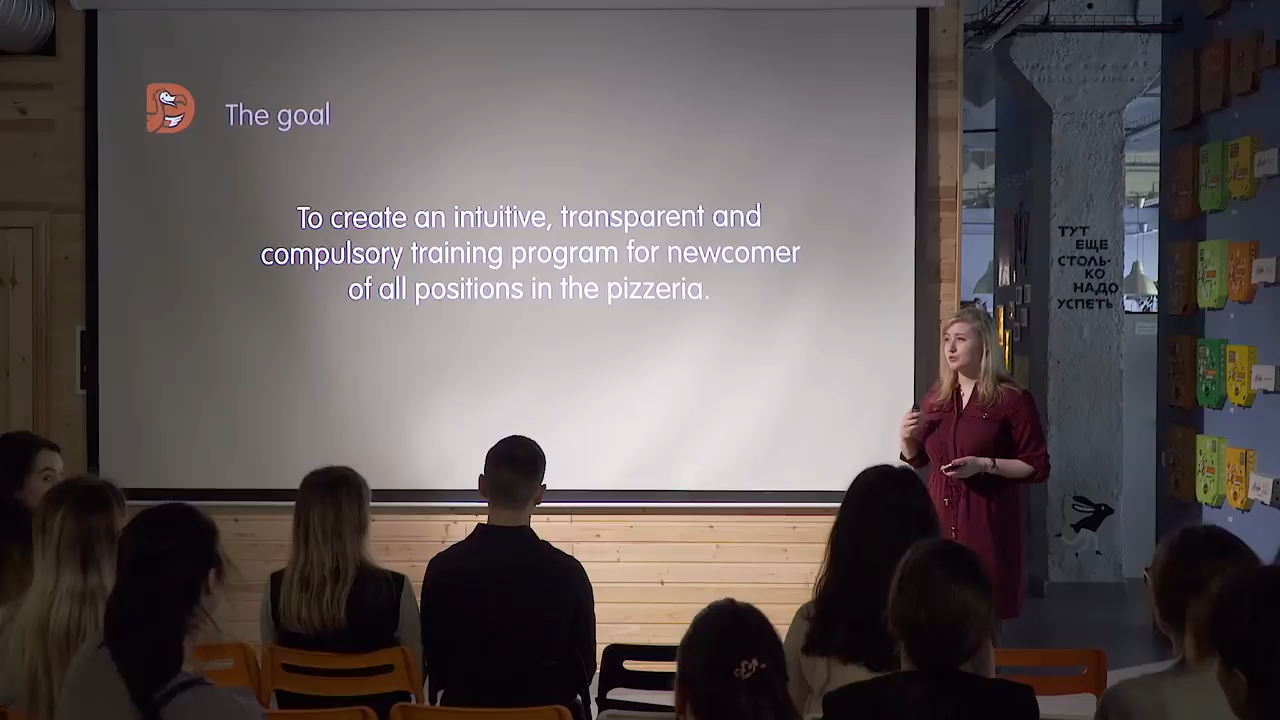 The goal
To create an intuitive, transparent and
compulsory training program for newcomer
of all positions in the pizzeria.
ТУТ
ЕЩЕ
СТОЛЬ-
КО
НАДО
УСПЕТЬ